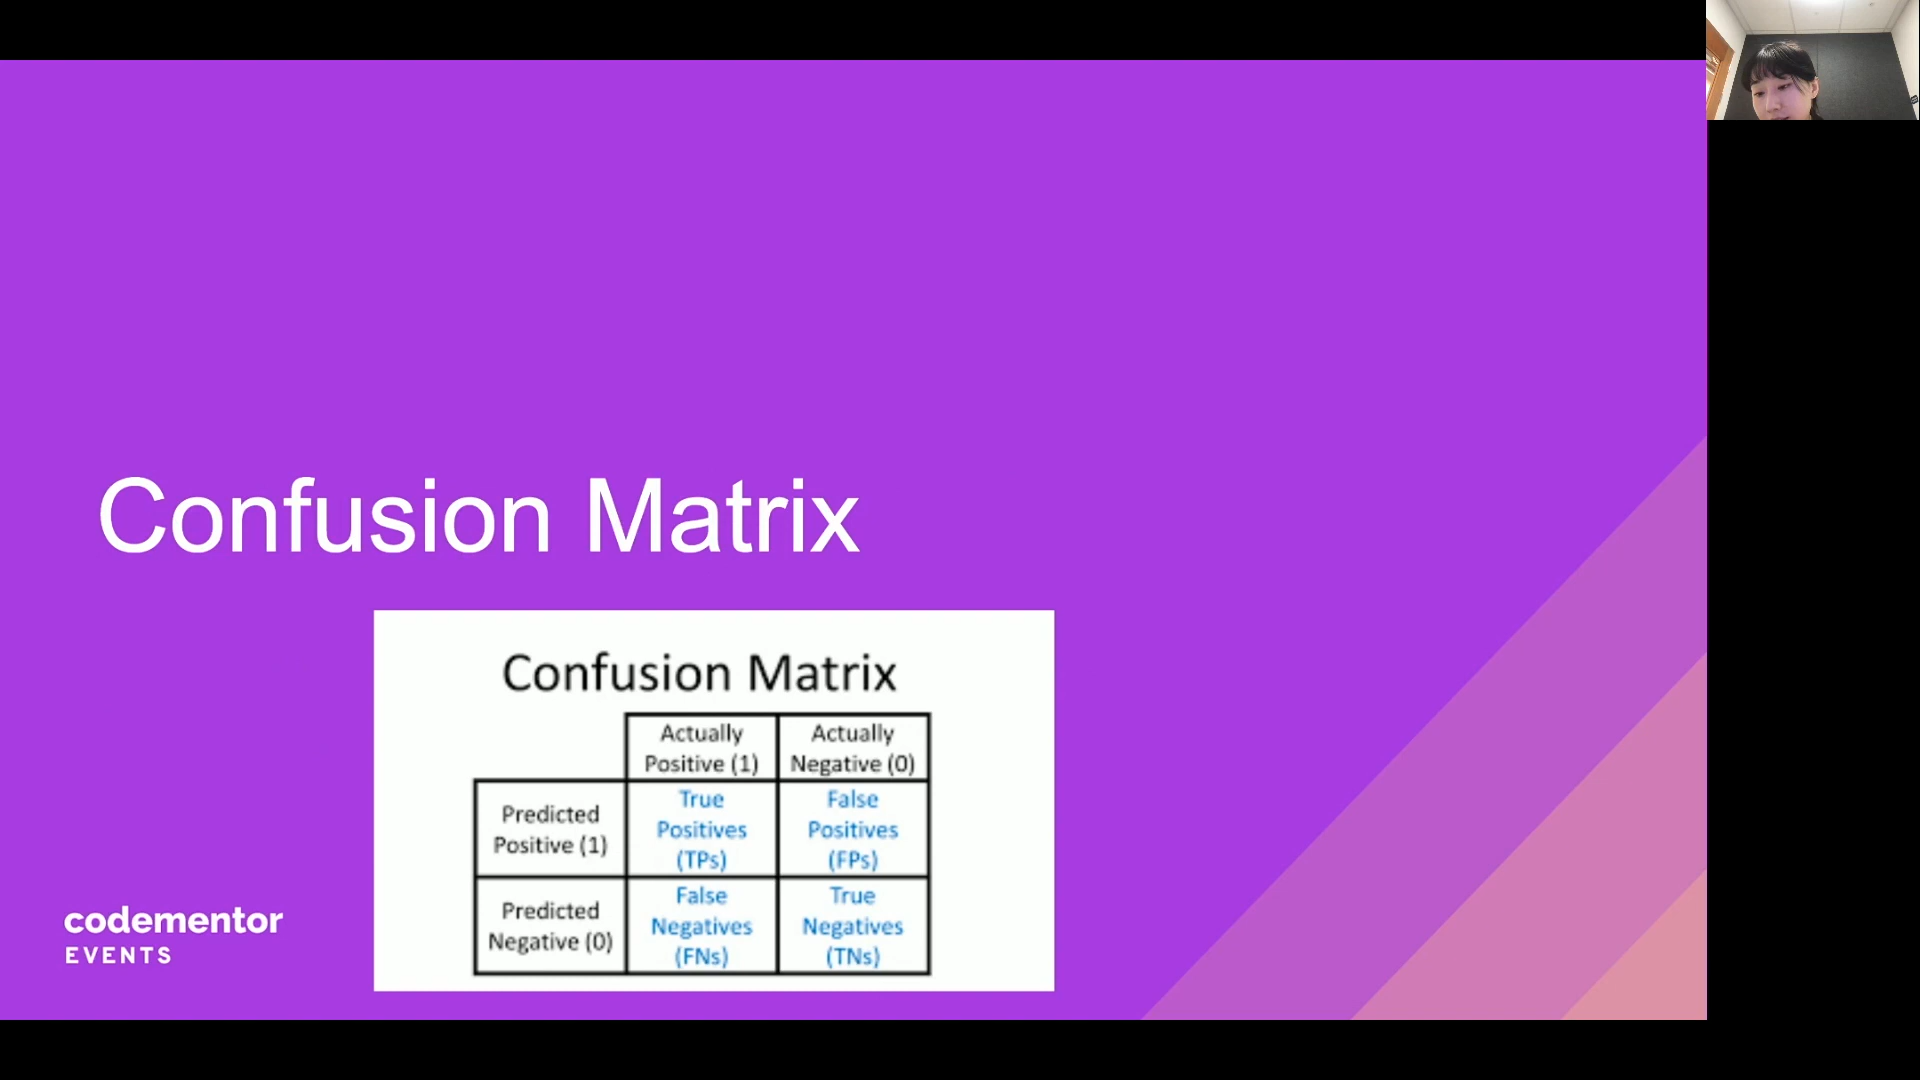 Confusion Matrix
Confusion Matrix
Actually
Positive (1)
Actually
Negative (0)
Predicted
Positive (1)
True
Positives
(TPs)
False
Positives
(FPs)
Predicted
Negative (0)
False
Negatives
(FNs)
True
Negatives
(TNs)
codementor
EVENTS